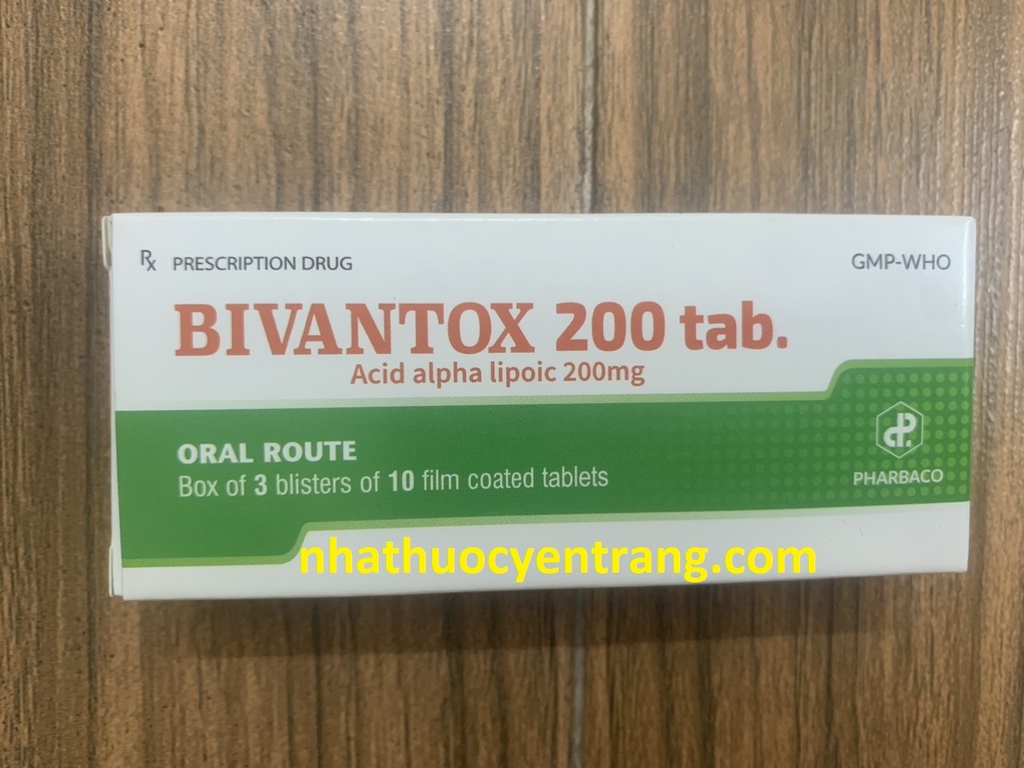 Rx PRESCRIPTION DRUG
GMP-WHO
BIVANTOX 200 tab.
Acid alpha lipoic 200mg
ORAL ROUTE
Box of 3 blisters of 10 film coated tablets
PHARBACO
nhathuocyentrang.com